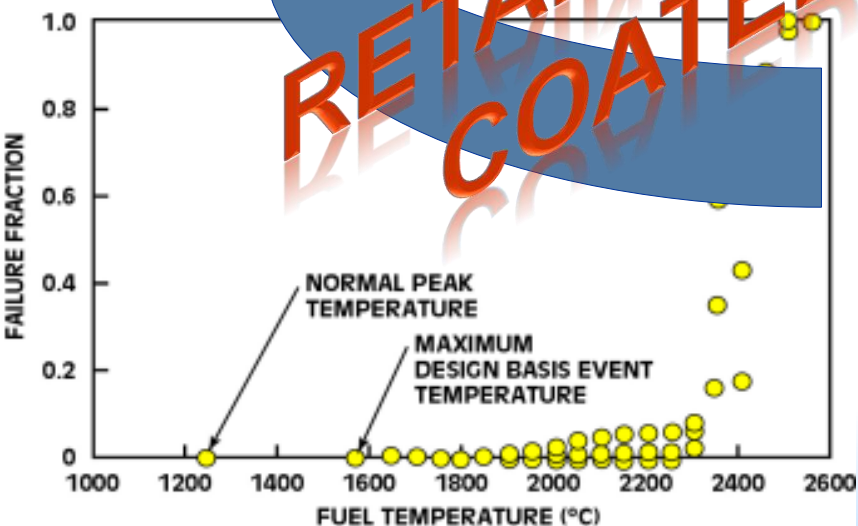 COATE
1.0
0.8
0.6
0.4
0.2
0
FAILURE FRACTION
NORMAL PEAK
TEMPERATURE
MAXIMUM
DESIGN BASIS EVENT
TEMPERATURE
1000 1200 1400 1600 1800 2000 2200 2400 2600
FUEL TEMPERATURE (°C)